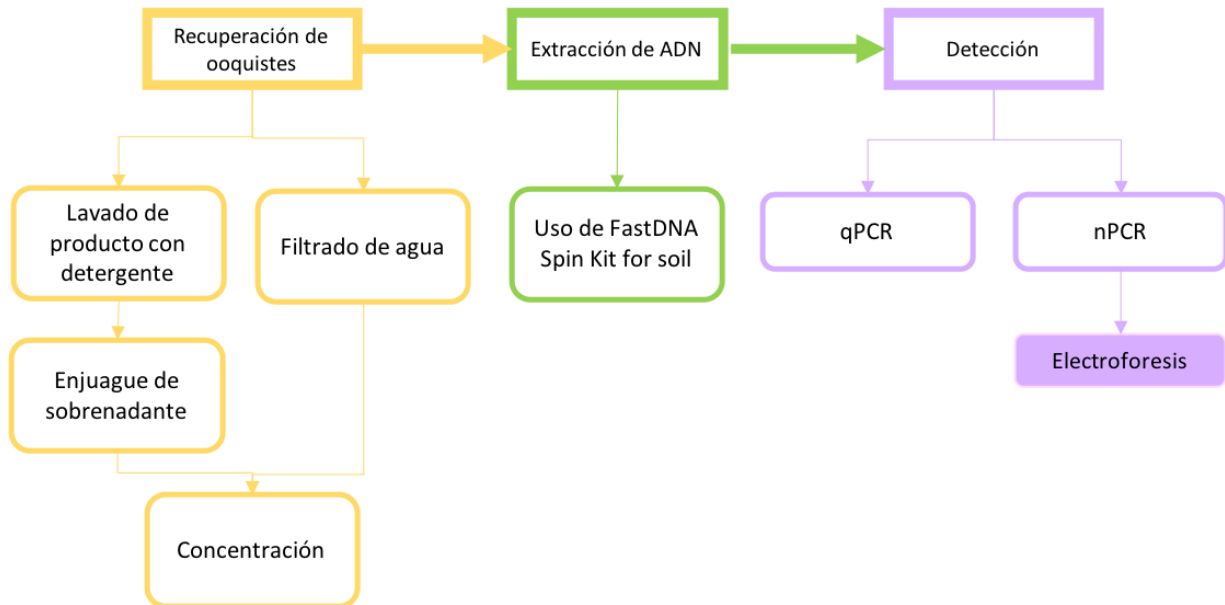 Recuperación de
ooquistes
Extracción de ADN
Detección
Lavado de
producto con
detergente
Filtrado de agua
Uso de FastDNA
Spin Kit for soil
qPCR
nPCR
Enjuague de
sobrenadante
Electroforesis
Concentración